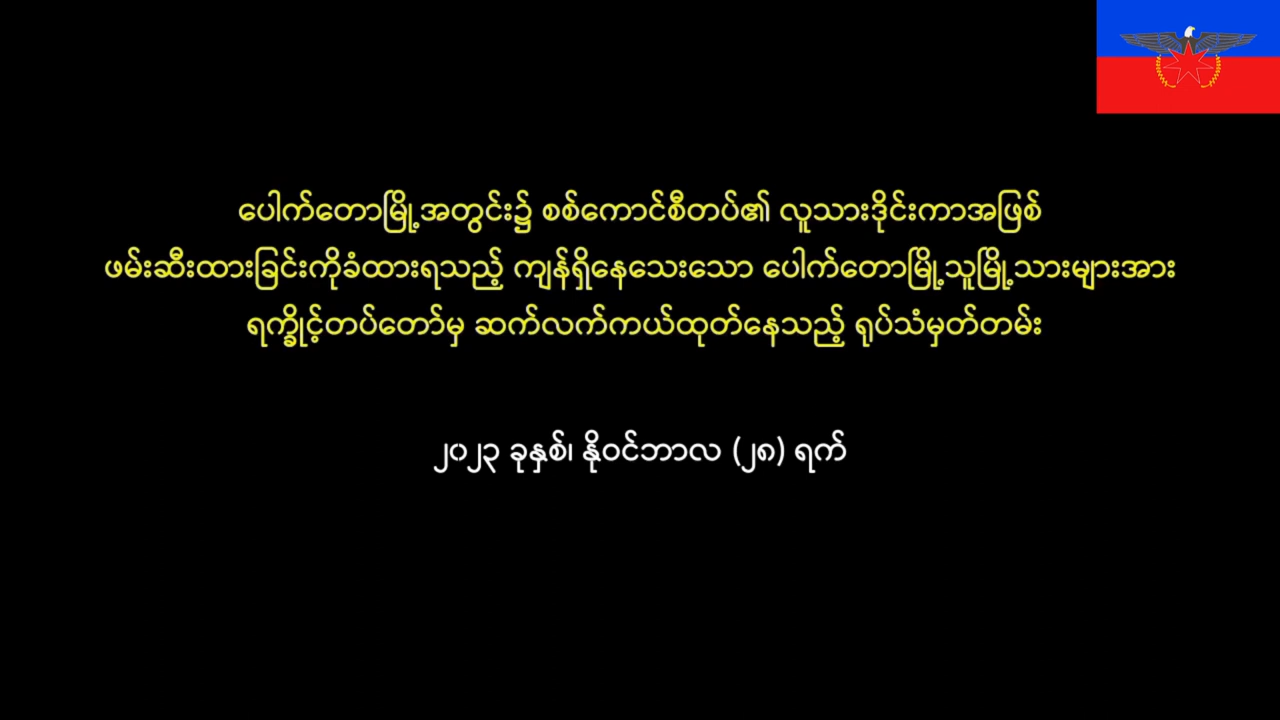 ပေါက်တောမြို့အတွင်း၌ စစ်ကောင်စီတပ်၏ လူသားဒိုင်းကာအဖြစ်
ဖမ်းဆီးထားခြင်းကိုခံထားရသည့် ကျန်ရှိနေသေးသော ပေါက်တောမြို့သူမြို့သားများအား
ရက္ခိုင့်တပ်တော်မှ ဆက်လက်ကယ်ထုတ်နေသည့် ရုပ်သံမှတ်တမ်း
၂၀၂၃ ခုနှစ်၊ နိုဝင်ဘာလ (၂၈) ရက်